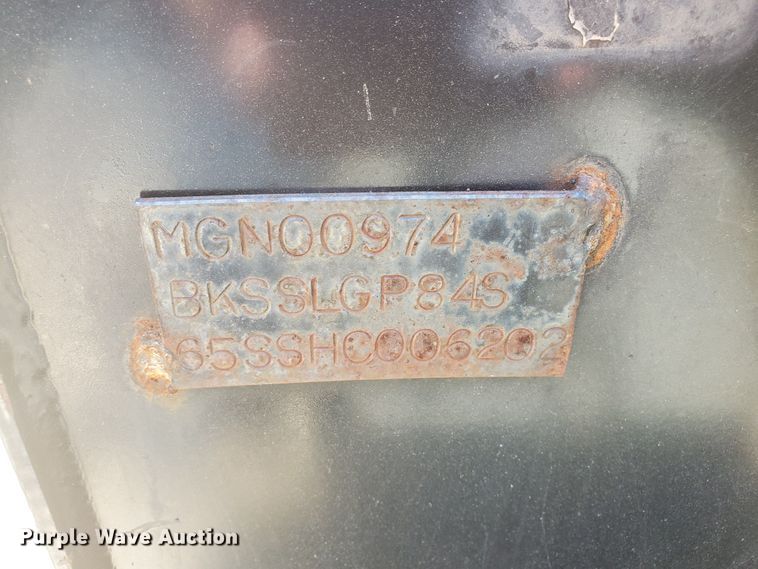 MGN00974
BKSSLGP84S
65SSHC006202
Purple Wave Auction